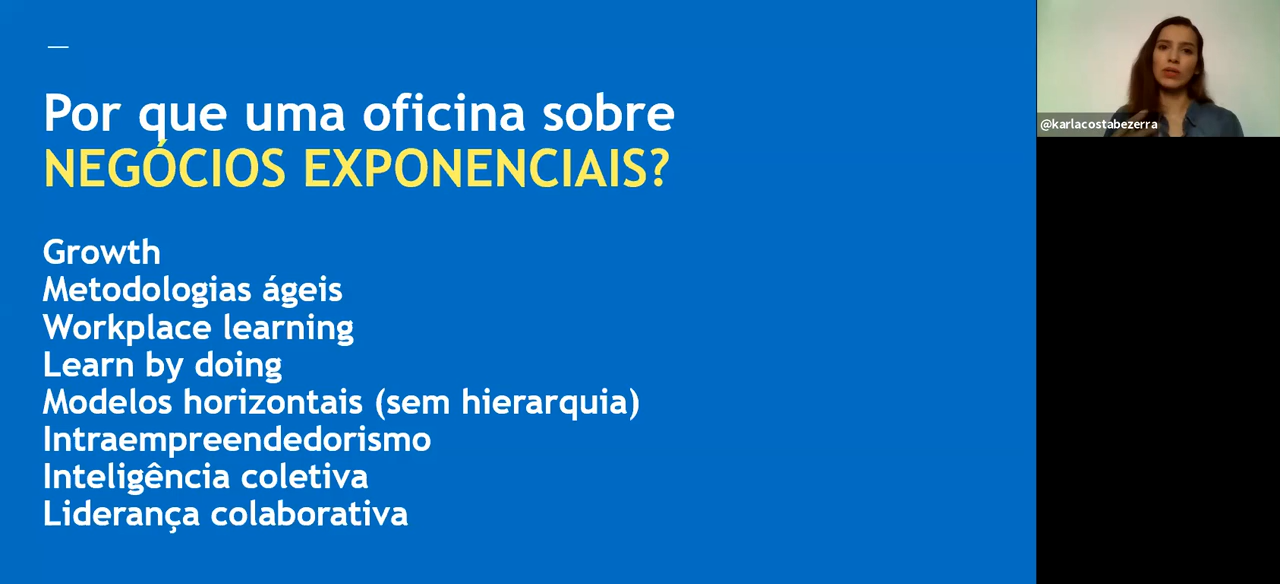 Por que uma oficina sobre
NEGÓCIOS EXPONENCIAIS?
Growth
Metodologias ágeis
Workplace learning
Learn by doing
Modelos horizontais (sem hierarquia)
Intraempreendedorismo
Inteligência coletiva
Liderança colaborativa
@karlacostabezerra